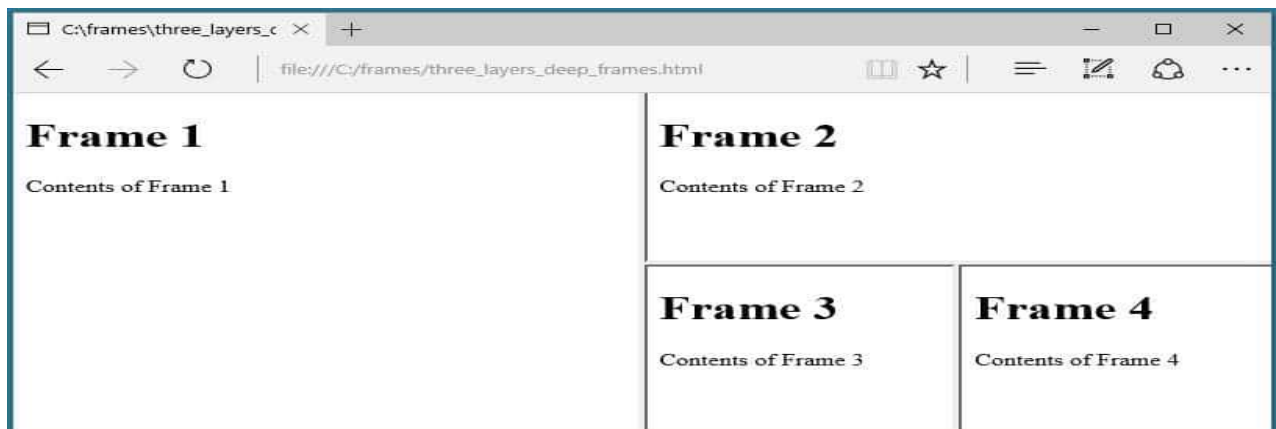 C:\frames\three_layers_c
file:///C:/frames/three_layers_deep_frames.html
Frame 1
Contents of Frame 1
Frame 2
Contents of Frame 2
Frame 3
Contents of Frame 3
Frame 4
Contents of Frame 4